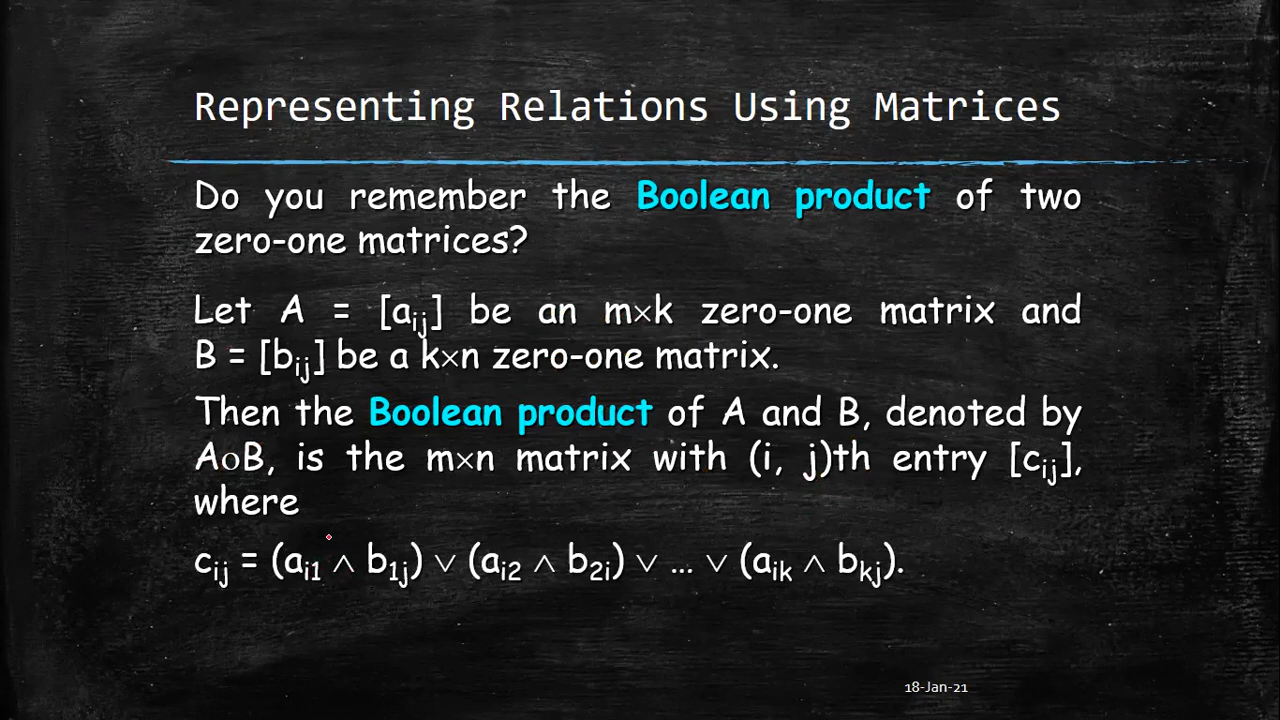 Representing Relations Using Matrices
Do you remember the Boolean product of two
zero-one matrices?
Let A = [aᵢⱼ] be an m×k zero-one matrix and
B = [bᵢⱼ] be a k×n zero-one matrix.
Then the Boolean product of A and B, denoted by
AοB, is the m×n matrix with (i, j)th entry [cᵢⱼ],
where
cᵢⱼ = (aᵢ₁ ∧ b₁ⱼ) ∨ (aᵢ₂ ∧ b₂ᵢ) ∨ … ∨ (aᵢₖ ∧ bₖⱼ).
18-Jan-21